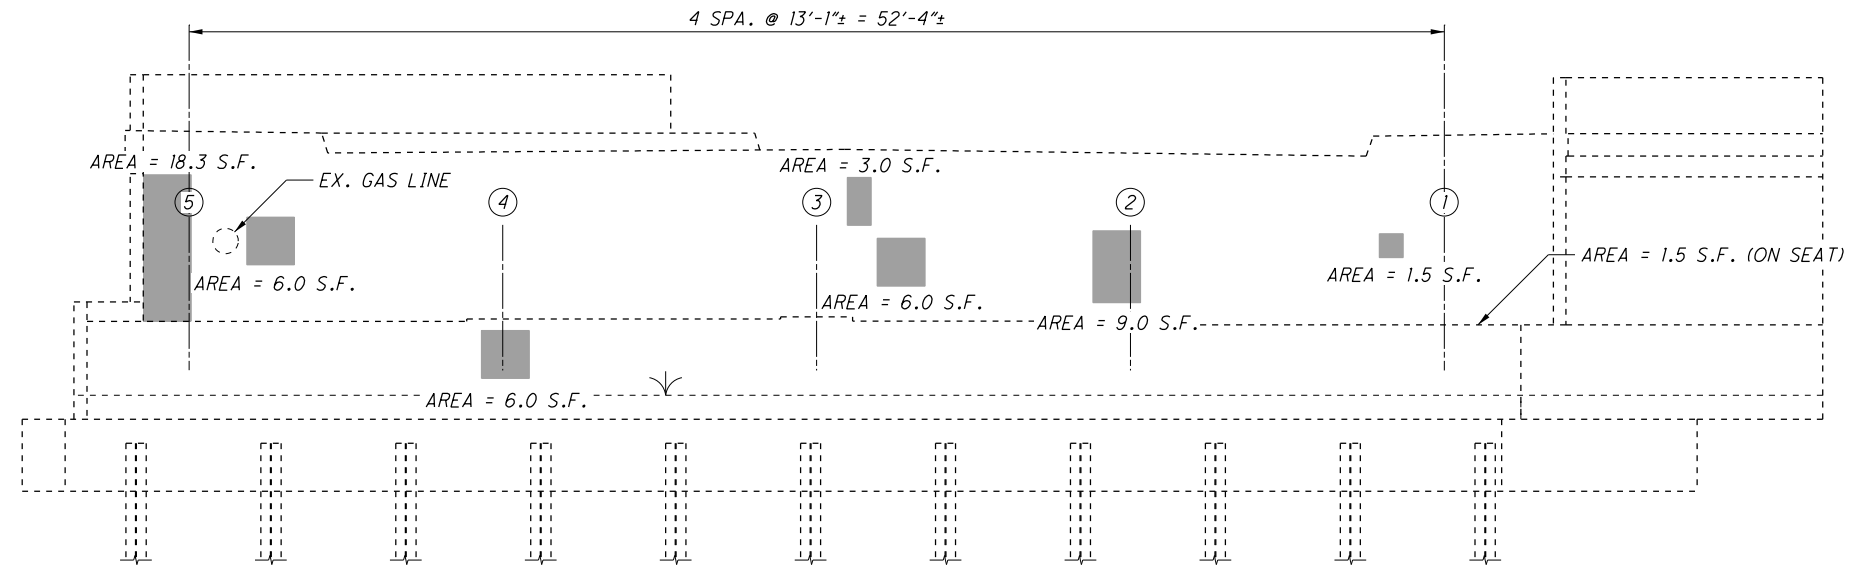 4 SPA. @ 13'-1"± = 52'-4"±
AREA = 18.3 S.F.
AREA = 3.0 S.F.
EX. GAS LINE
5
4
3
2
1
AREA = 1.5 S.F. (ON SEAT)
AREA = 6.0 S.F.
AREA = 1.5 S.F.
AREA = 6.0 S.F.
AREA = 9.0 S.F.
AREA = 6.0 S.F.